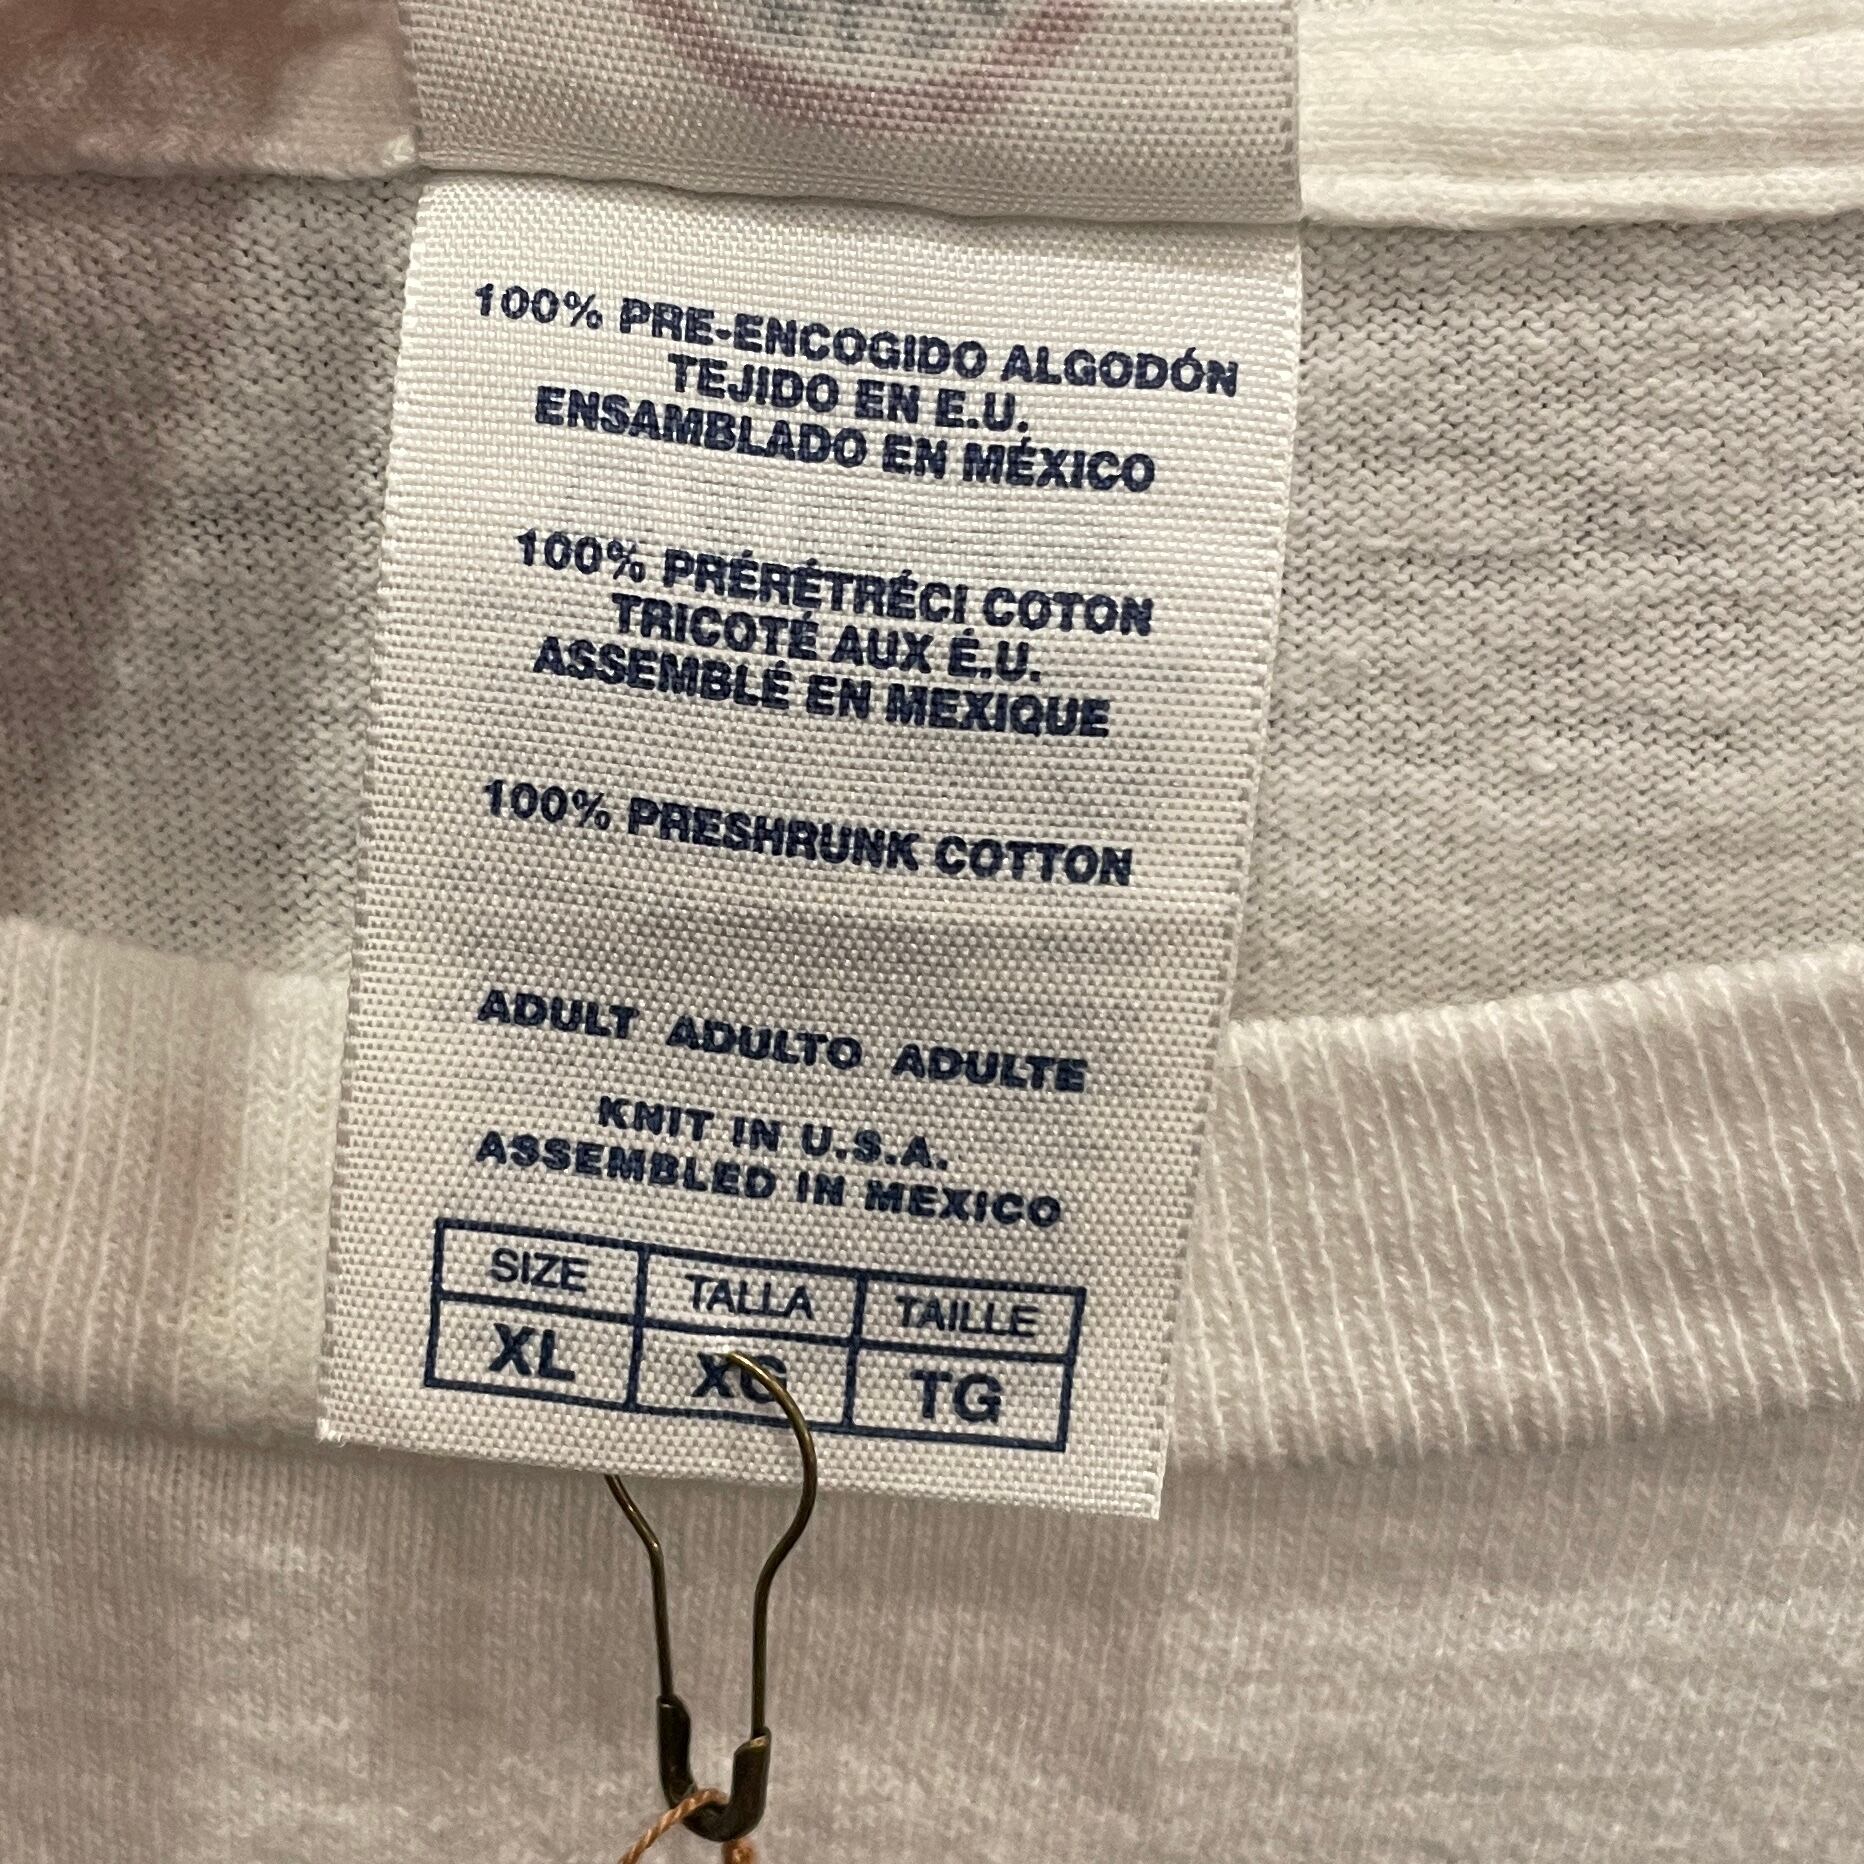 100% PRE-ENCOGIDO ALGODÓN
TEJIDO EN E.U.
ENSAMBLADO EN MÉXICO
100% PRÉRÉTRÉCI COTON
TRICOTÉ AUX É.U.
ASSEMBLÉ EN MEXIQUE
100% PRESHRUNK COTTON
ADULT ADULTO ADULTE
KNIT IN U.S.A.
ASSEMBLED IN MEXICO
SIZE TALLA TAILLE
XL XG TG